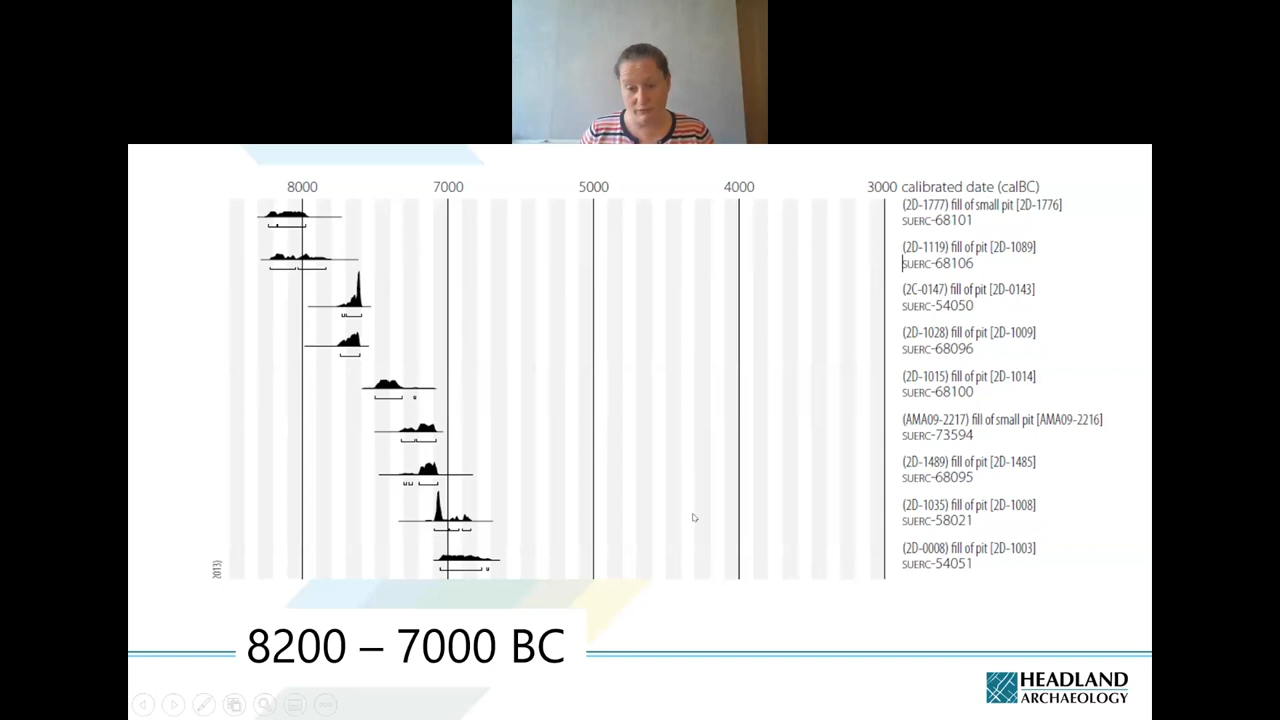 8000 7000 5000 4000 3000 calibrated date (calBC)
(2D-1777) fill of small pit [2D-1776]
SUERC-68101
(2D-1119) fill of pit [2D-1089]
SUERC-68106
(2C-0147) fill of pit [2D-0143]
SUERC-54050
(2D-1028) fill of pit [2D-1009]
SUERC-68096
(2D-1015) fill of pit [2D-1014]
SUERC-68100
(AMA09-2217) fill of small pit [AMA09-2216]
SUERC-73594
(2D-1489) fill of pit [2D-1485]
SUERC-68095
(2D-1035) fill of pit [2D-1008]
SUERC-58021
(2D-0008) fill of pit [2D-1003]
SUERC-54051
2013)
8200 – 7000 BC
HEADLAND
ARCHAEOLOGY